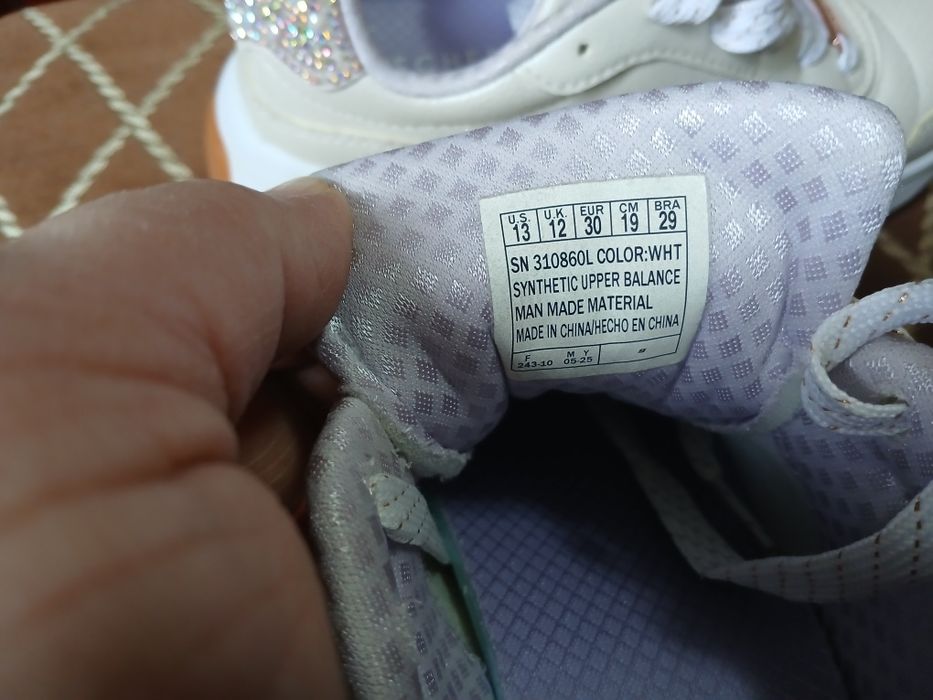 U.S. U.K. EUR CM BRA
13 12 30 19 29
SN 310860L COLOR:WHT
SYNTHETIC UPPER BALANCE
MAN MADE MATERIAL
MADE IN CHINA/HECHO EN CHINA
F M Y
243-10 05-25 S